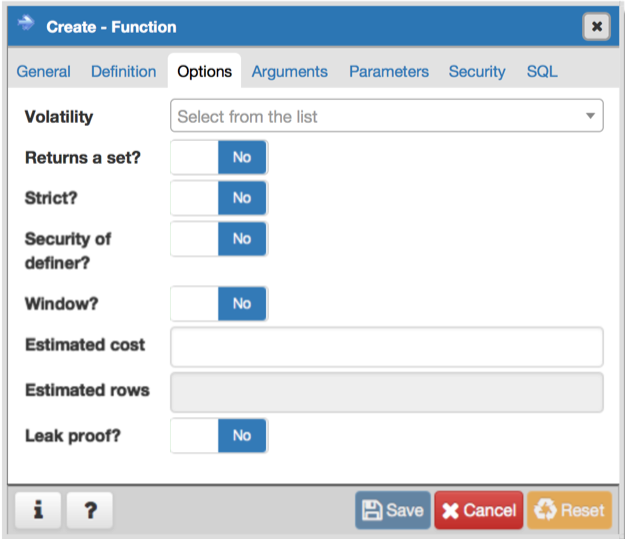 Create - Function
General Definition Options Arguments Parameters Security SQL
Volatility Select from the list
Returns a set? No
Strict? No
Security of No
definer?
Window? No
Estimated cost
Estimated rows
Leak proof? No
i ? Save Cancel Reset